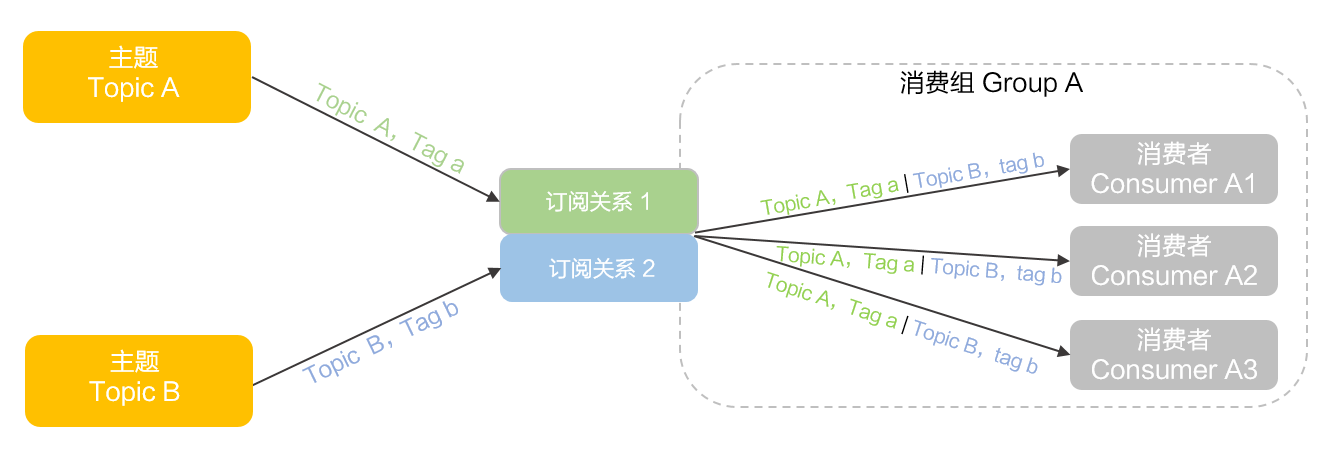 主题
Topic A
Topic A，Tag a
订阅关系 1
订阅关系 2
Topic B，Tag b
主题
Topic B
消费组 Group A
Topic A，Tag a | Topic B，tag b
消费者
Consumer A1
Topic A，Tag a | Topic B，tag b
消费者
Consumer A2
Topic A，Tag a | Topic B，tag b
消费者
Consumer A3